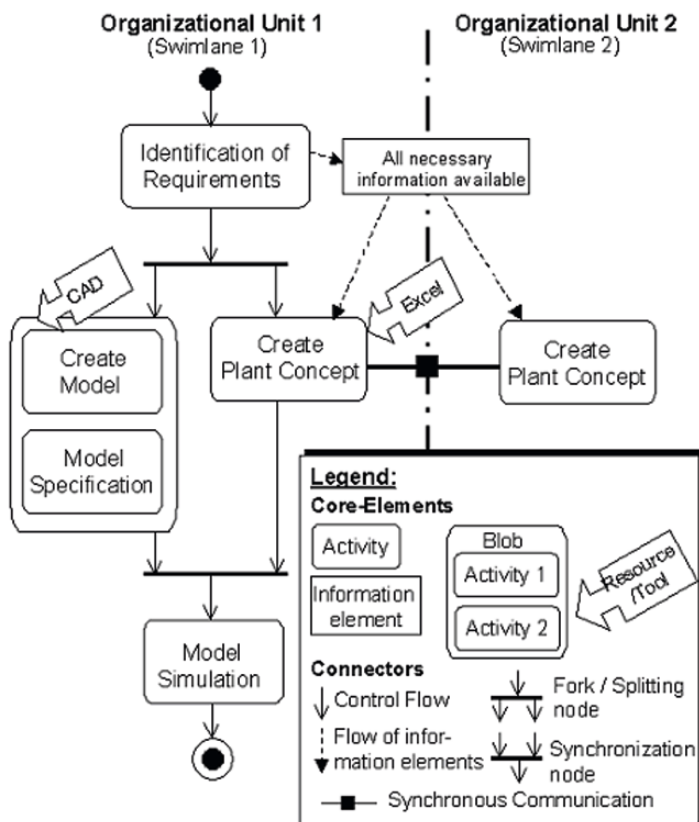 Organizational Unit 1
(Swimlane 1)
Organizational Unit 2
(Swimlane 2)
Identification of
Requirements
All necessary
information available
CAD
Excel
Create
Model
Model
Specification
Create
Plant Concept
Create
Plant Concept
Model
Simulation
Legend:
Core-Elements
Activity
Information
element
Blob
Activity 1
Activity 2
Resource
/Tool
Connectors
Control Flow
Flow of infor-
mation elements
Fork / Splitting
node
Synchronization
node
Synchronous Communication